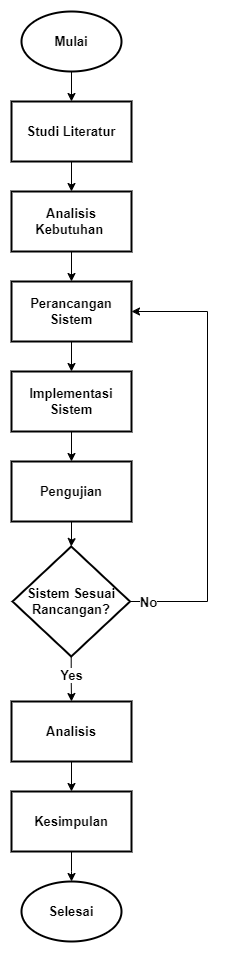 Mulai
Studi Literatur
Analisis
Kebutuhan
Perancangan
Sistem
Implementasi
Sistem
Pengujian
Sistem Sesuai
Rancangan?
No
Yes
Analisis
Kesimpulan
Selesai